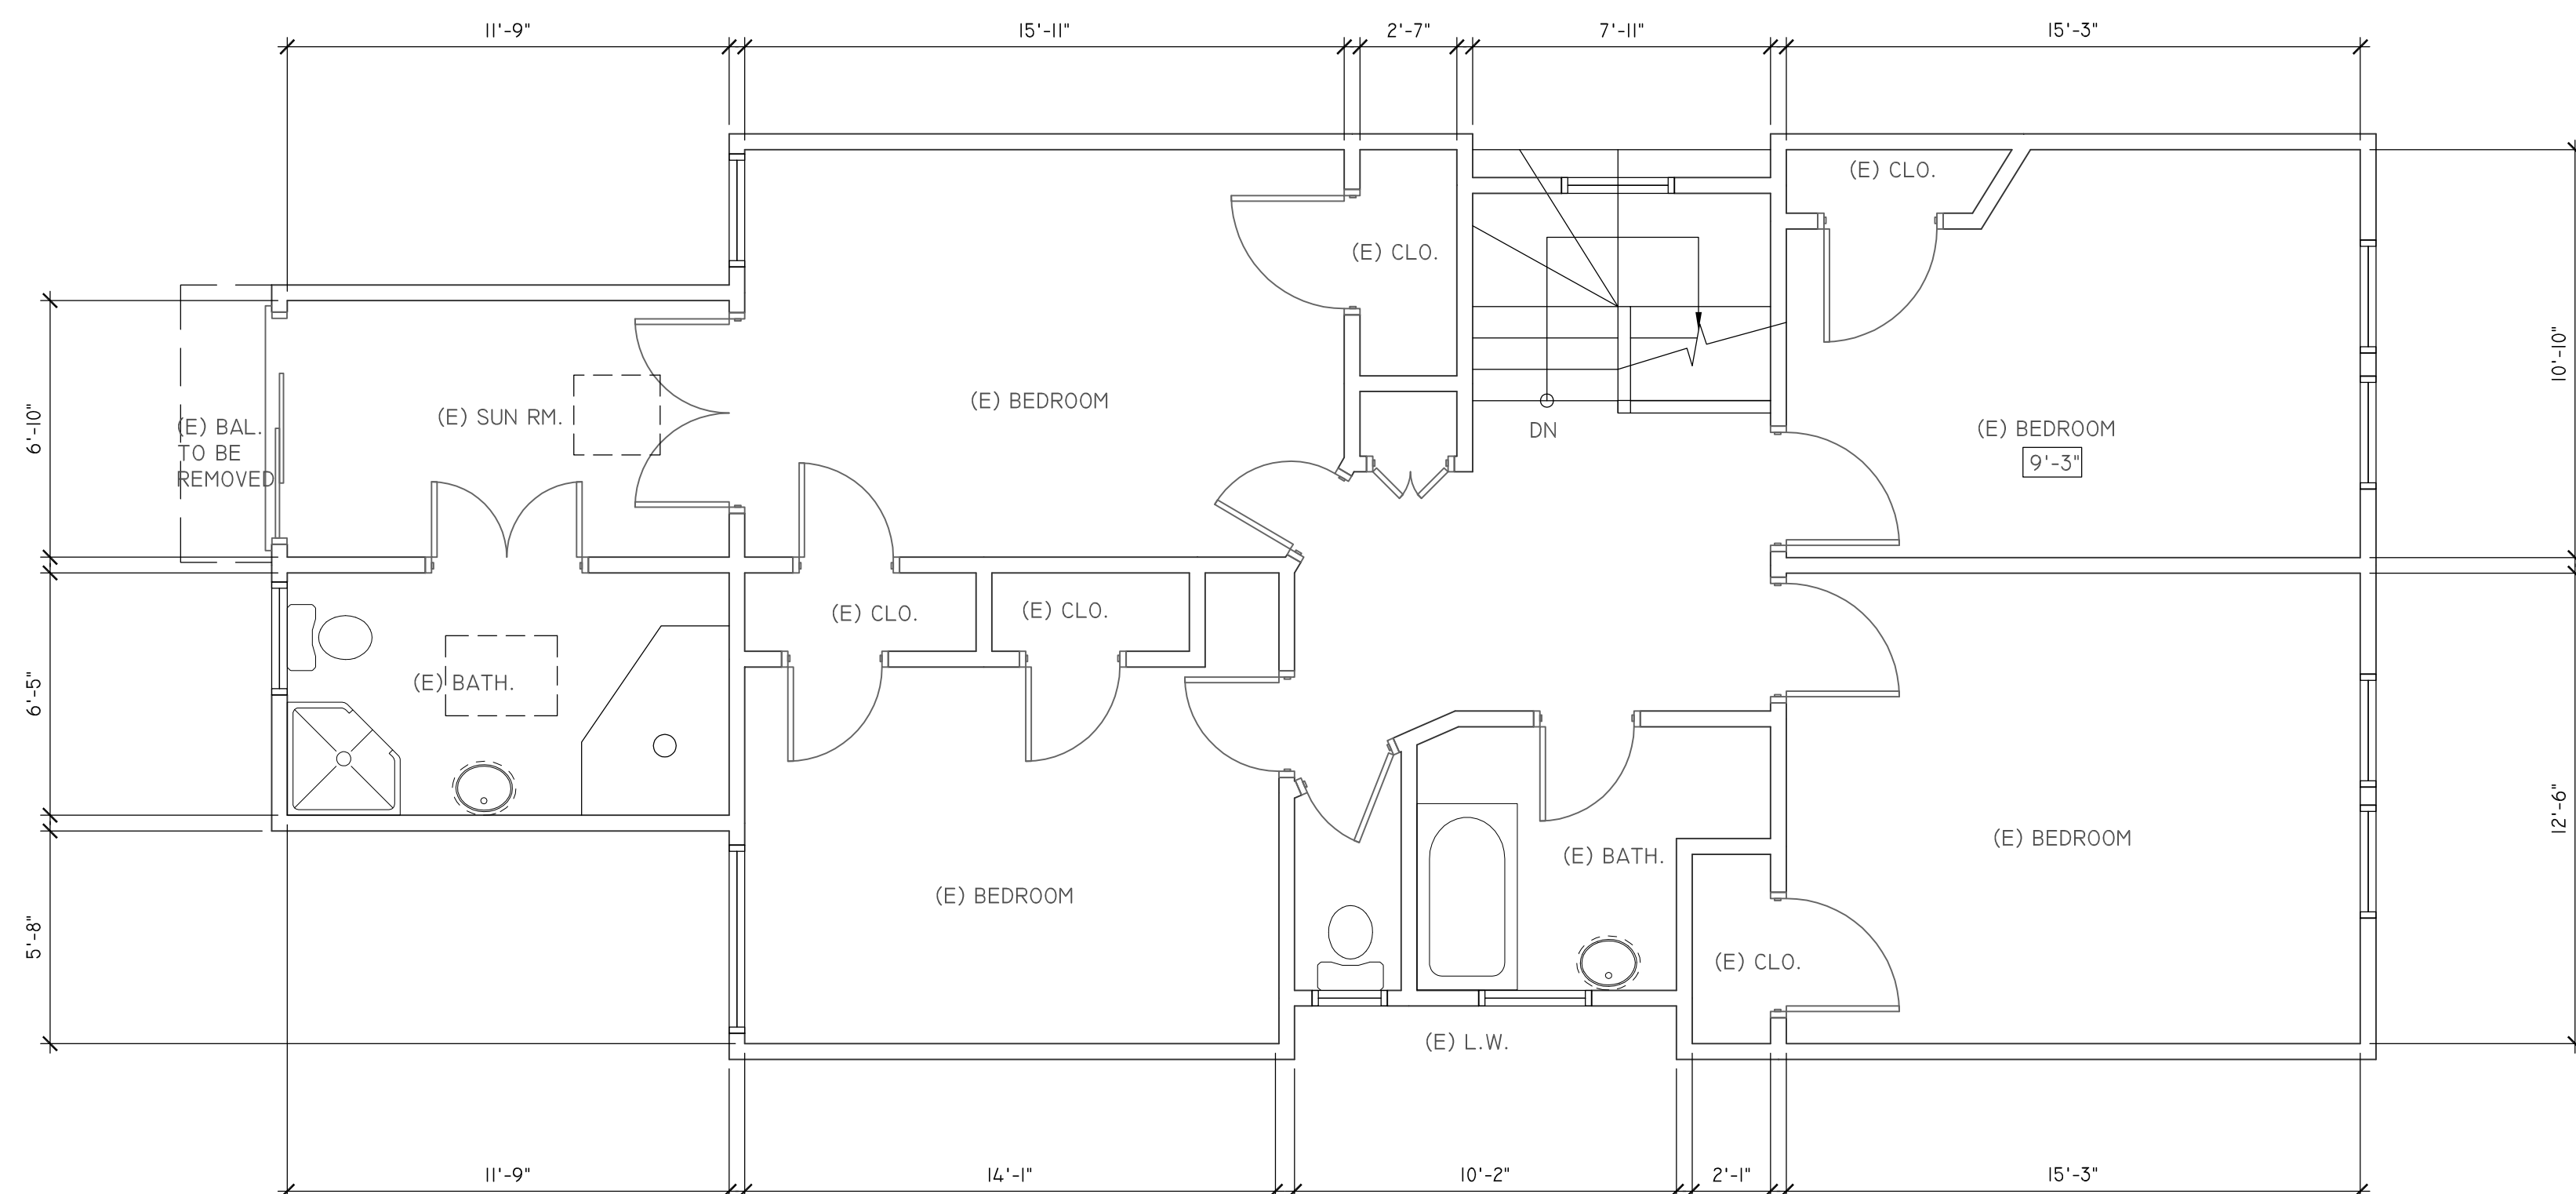 11'-9"
15'-11"
2'-7"
7'-11"
15'-3"
(E) CLO.
(E) CLO.
10'-10"
6'-10"
(E) BAL.
TO BE
REMOVED
(E) SUN RM.
(E) BEDROOM
DN
(E) BEDROOM
9'-3"
(E) CLO.
(E) CLO.
6'-5"
(E) BATH.
12'-6"
(E) BEDROOM
(E) BATH.
(E) BEDROOM
5'-8"
(E) CLO.
(E) L.W.
11'-9"
14'-1"
10'-2"
2'-1"
15'-3"